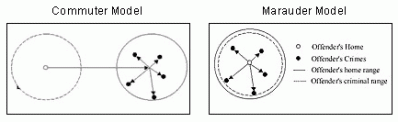 Commuter Model
Marauder Model
Offender's Home
Offender's Crimes
Offender's home range
Offender's criminal range